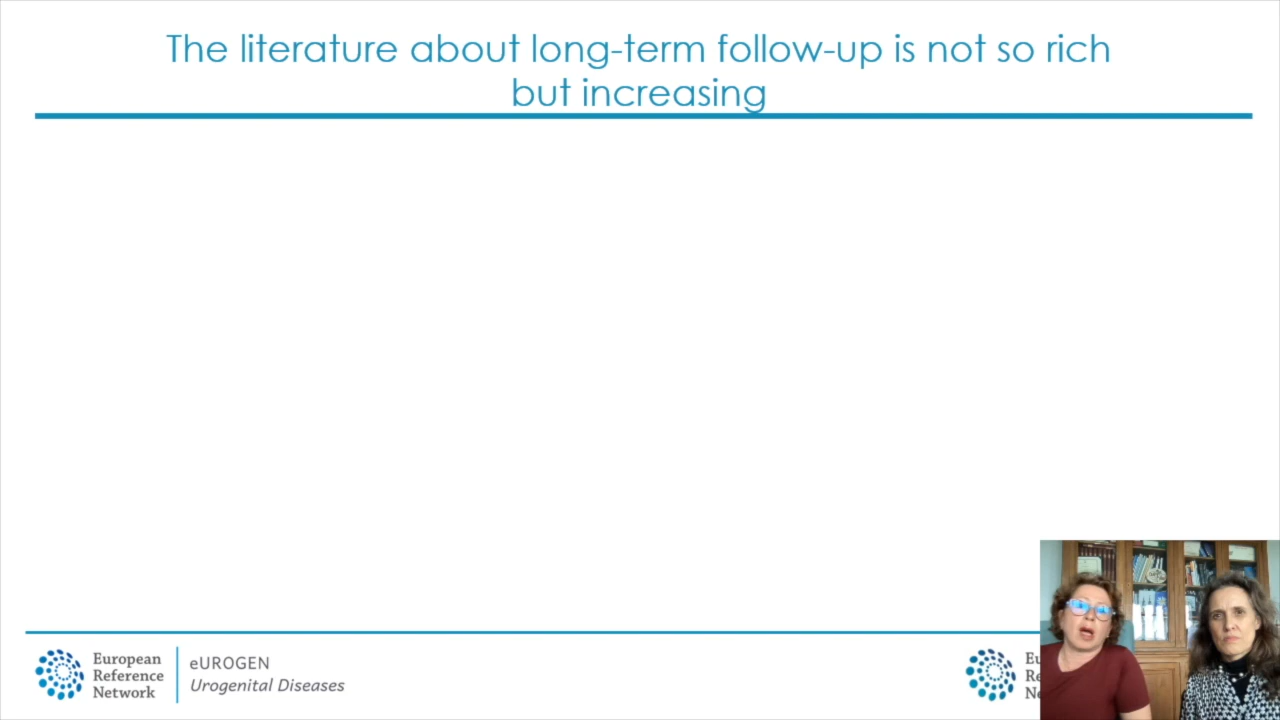 The literature about long-term follow-up is not so rich
but increasing
European
Reference
Network
eUROGEN
Urogenital Diseases